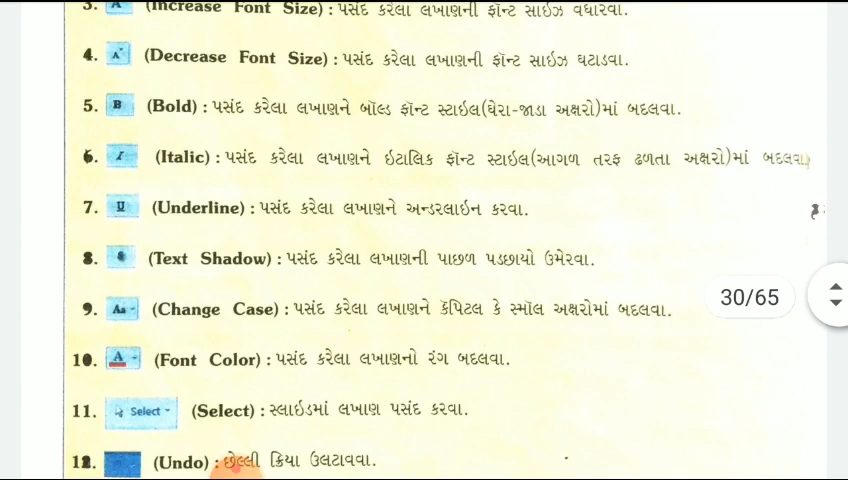 3. A (Increase Font Size) : પસંદ કરેલા લખાણની ફૉન્ટ સાઇઝ વધારવા.
4. A (Decrease Font Size) : પસંદ કરેલા લખાણની ફૉન્ટ સાઇઝ ઘટાડવા.
5. B (Bold) : પસંદ કરેલા લખાણને બૉલ્ડ ફૉન્ટ સ્ટાઇલ(ઘેરા-જાડા અક્ષરો)માં બદલવા.
6. I (Italic) : પસંદ કરેલા લખાણને ઇટાલિક ફૉન્ટ સ્ટાઇલ(આગળ તરફ ઢળતા અક્ષરો)માં બદલવા
7. U (Underline) : પસંદ કરેલા લખાણને અન્ડરલાઇન કરવા.
8. S (Text Shadow) : પસંદ કરેલા લખાણની પાછળ પડછાયો ઉમેરવા.
9. Aa (Change Case) : પસંદ કરેલા લખાણને કૅપિટલ કે સ્મૉલ અક્ષરોમાં બદલવા.
30/65
10. A (Font Color) : પસંદ કરેલા લખાણનો રંગ બદલવા.
11. Select (Select) : સ્લાઇડમાં લખાણ પસંદ કરવા.
12. (Undo) : છેલ્લી ક્રિયા ઉલટાવવા.